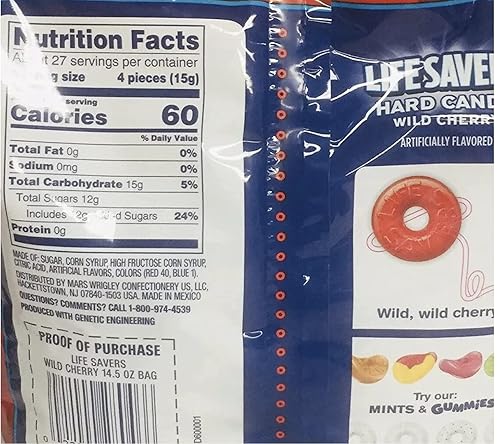 Nutrition Facts
27 servings per container
size 4 pieces (15g)
serving
Calories 60
% Daily Value
Total Fat 0g 0%
Sodium 0mg 0%
Total Carbohydrate 15g 5%
Total Sugars 12g
Includes 12g Sugars 24%
Protein 0g
MADE OF: SUGAR, CORN SYRUP, HIGH FRUCTOSE CORN SYRUP,
CITRIC ACID, ARTIFICIAL FLAVORS, COLORS (RED 40, BLUE 1).
DISTRIBUTED BY MARS WRIGLEY CONFECTIONERY US, LLC,
HACKETTSTOWN, NJ 07840-1503 USA. MADE IN MEXICO
QUESTIONS? COMMENTS? CALL 1-800-974-4539
PRODUCED WITH GENETIC ENGINEERING
PROOF OF PURCHASE
LIFE SAVERS
WILD CHERRY 14.5 OZ BAG
LIFE SAVER
HARD CAND
WILD CHERRY
ARTIFICIALLY FLAVORED
Wild, wild cherry
Try our:
MINTS & GUMMIES